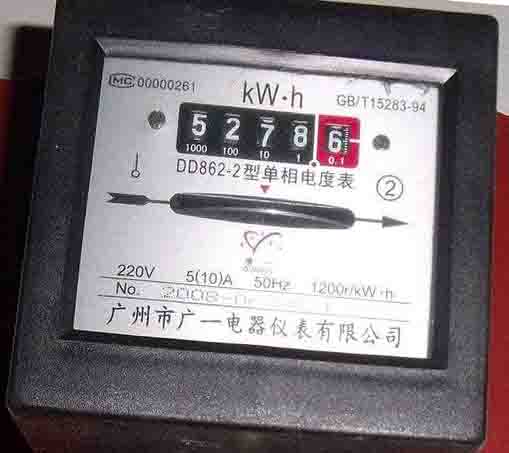 MC 00000261
kW·h
GB/T15283-94
5 2 7 8 6
1000 100 10 1 0.1
DD862-2型单相电度表
②
220V 5(10)A 50Hz 1200r/kW·h
No. 2008-
广州市广一电器仪表有限公司